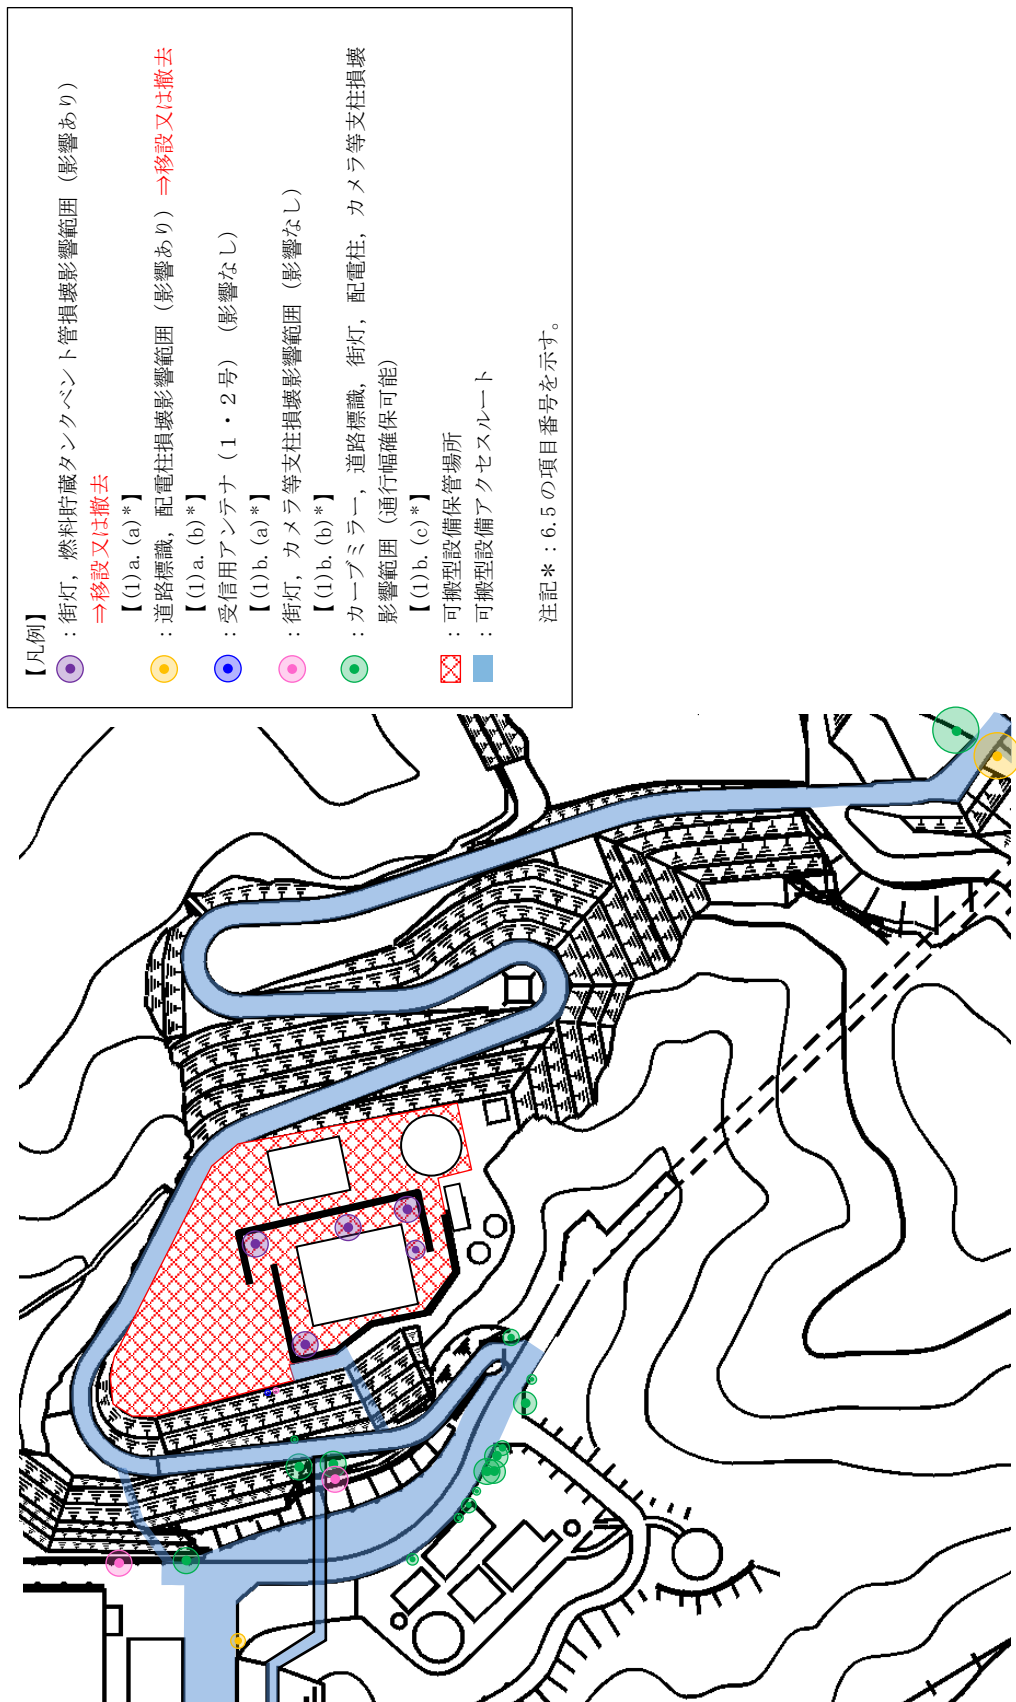 【凡例】
：街灯，燃料貯蔵タンクベント管損壊影響範囲（影響あり）
⇒移設又は撤去
【(1)a.(a)*】
：道路標識，配電柱損壊影響範囲（影響あり）⇒移設又は撤去
【(1)a.(b)*】
：受信用アンテナ（１・２号）（影響なし）
【(1)b.(a)*】
：街灯，カメラ等支柱損壊影響範囲（影響なし）
【(1)b.(b)*】
：カーブミラー，道路標識，街灯，配電柱，カメラ等支柱損壊
影響範囲（通行幅確保可能）
【(1)b.(c)*】
：可搬型設備保管場所
：可搬型設備アクセスルート
注記＊：6.5の項目番号を示す。